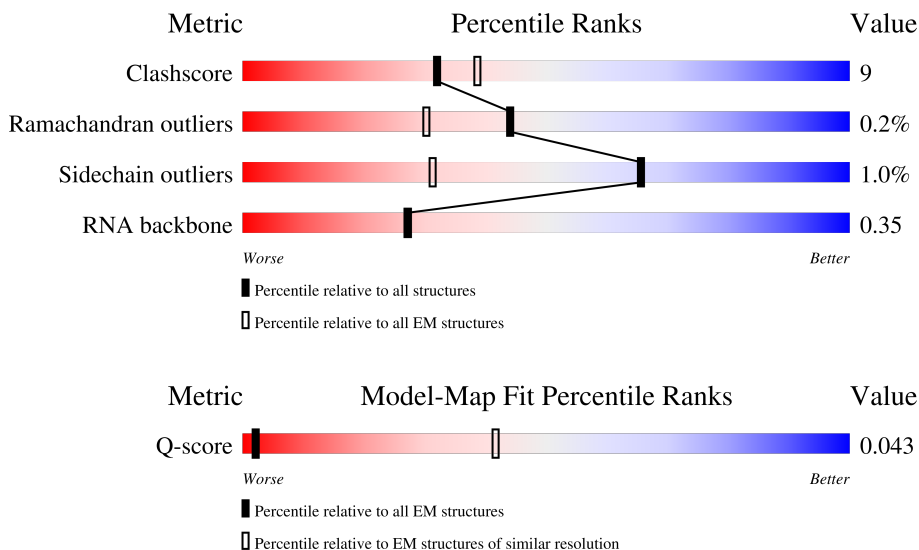 Metric Percentile Ranks Value
Clashscore 9
Ramachandran outliers 0.2%
Sidechain outliers 1.0%
RNA backbone 0.35
Worse Better
Percentile relative to all structures
Percentile relative to all EM structures
Metric Model-Map Fit Percentile Ranks Value
Q-score 0.043
Worse Better
Percentile relative to all EM structures
Percentile relative to EM structures of similar resolution